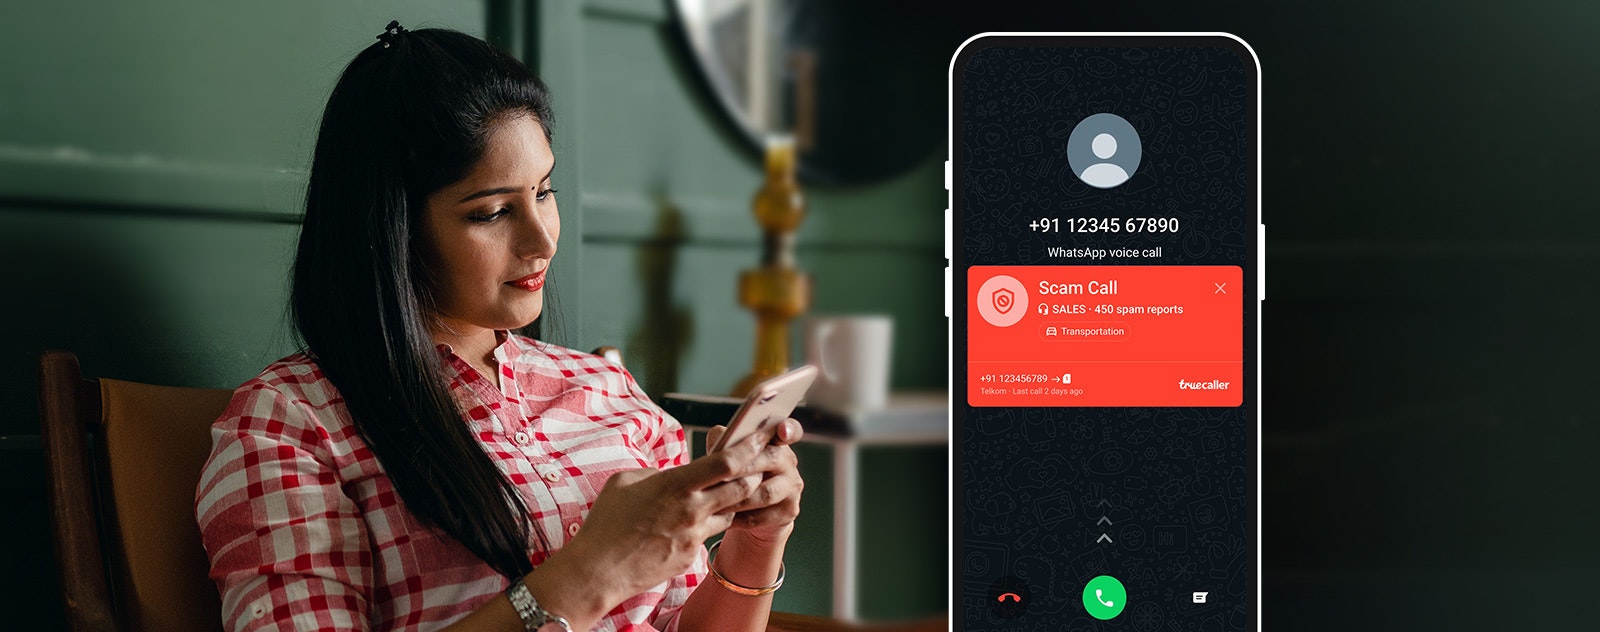 +91 12345 67890
WhatsApp voice call
Scam Call
SALES · 450 spam reports
Transportation
+91 123456789 → 1
Telkom · Last call 2 days ago
truecaller